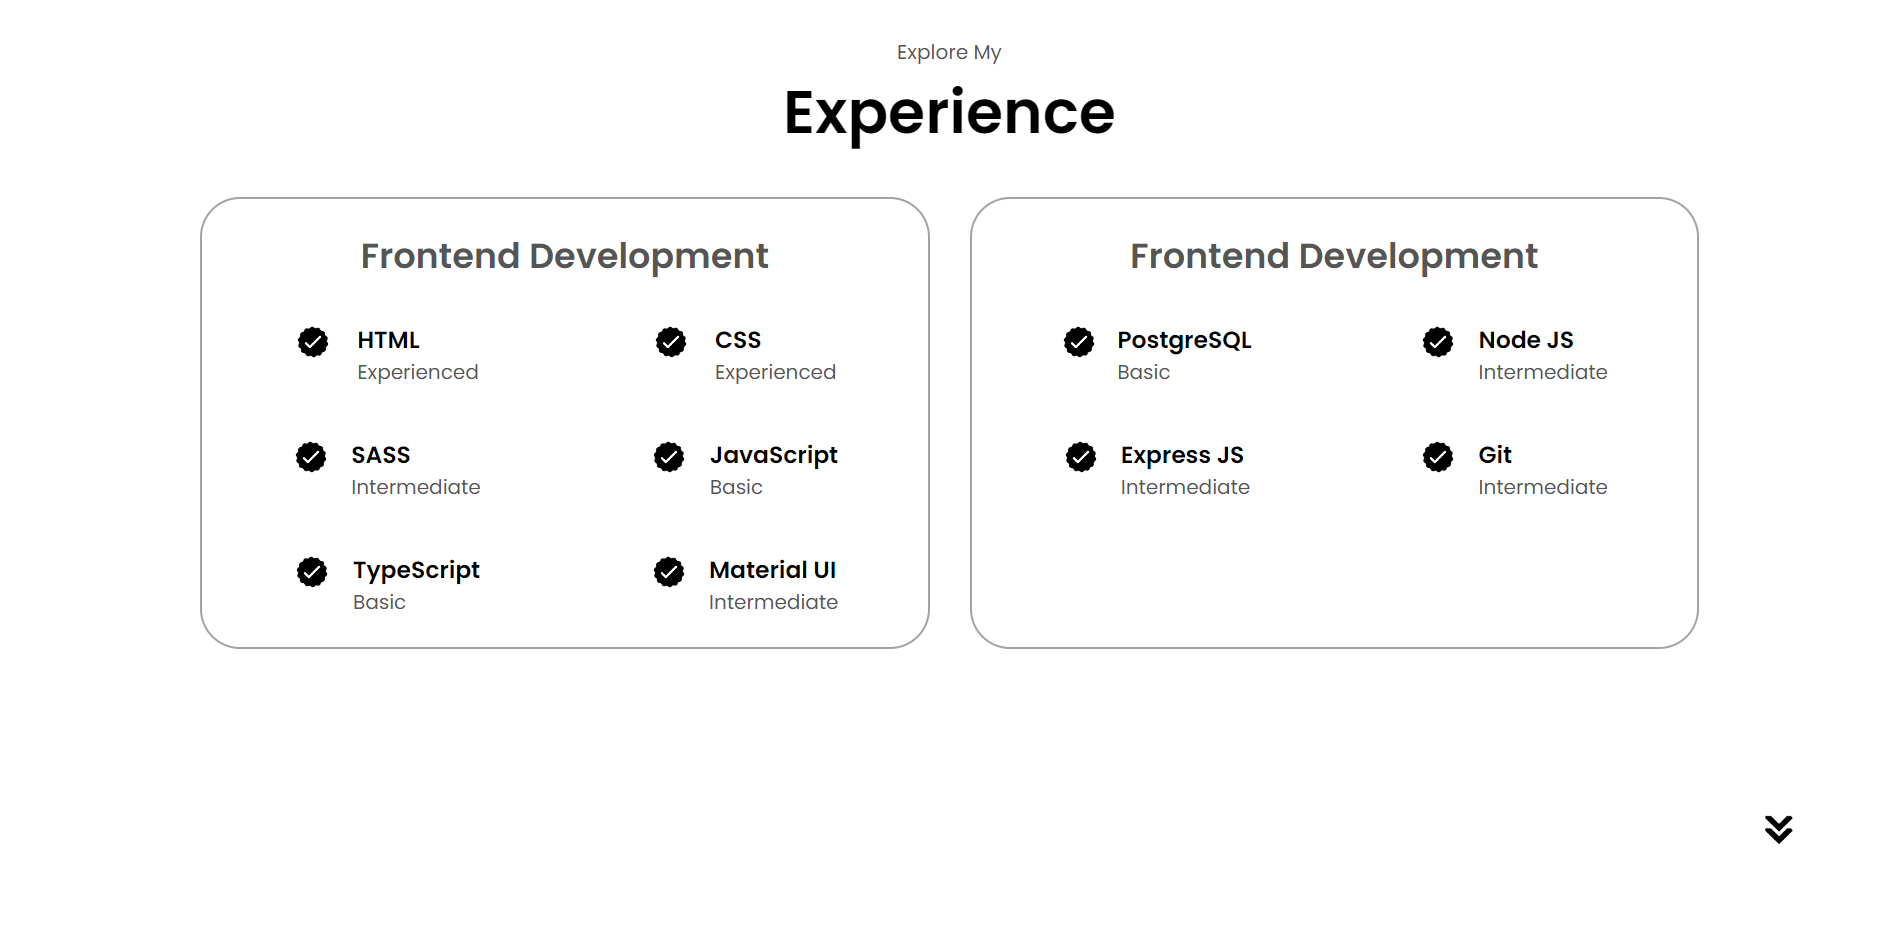 Explore My
Experience
Frontend Development
HTML
Experienced
CSS
Experienced
SASS
Intermediate
JavaScript
Basic
TypeScript
Basic
Material UI
Intermediate
Frontend Development
PostgreSQL
Basic
Node JS
Intermediate
Express JS
Intermediate
Git
Intermediate